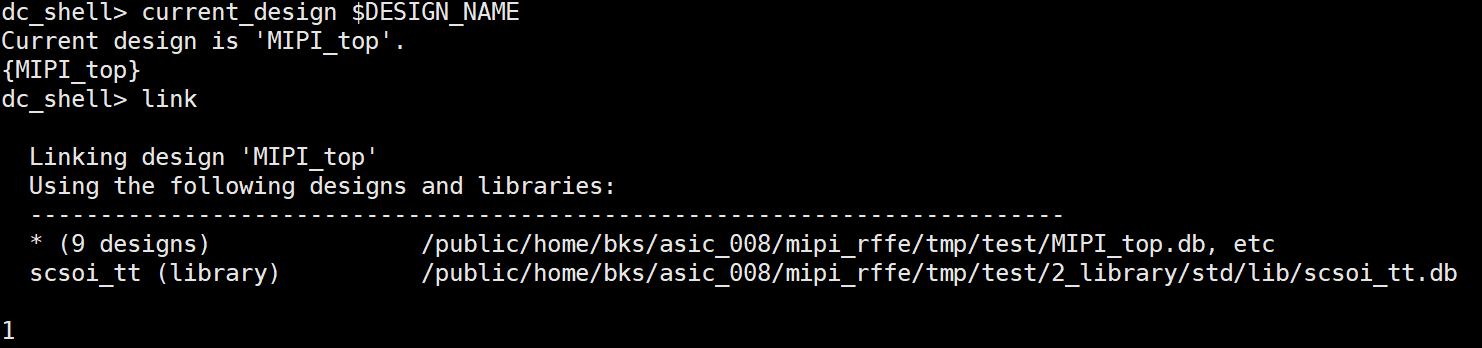 dc_shell> current_design $DESIGN_NAME
Current design is 'MIPI_top'.
{MIPI_top}
dc_shell> link
Linking design 'MIPI_top'
Using the following designs and libraries:
--------------------------------------------------------------------------
* (9 designs) /public/home/bks/asic_008/mipi_rffe/tmp/test/MIPI_top.db, etc
scsoi_tt (library) /public/home/bks/asic_008/mipi_rffe/tmp/test/2_library/std/lib/scsoi_tt.db
1